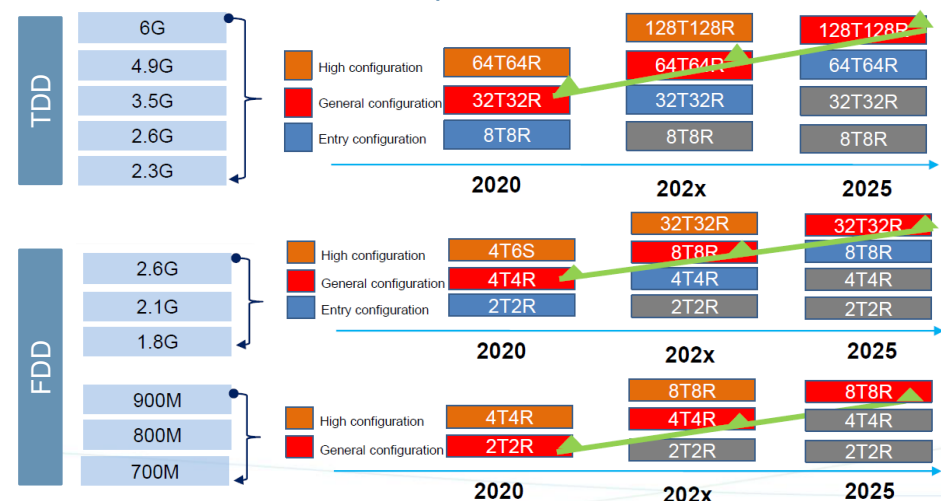 TDD
6G
4.9G
3.5G
2.6G
2.3G
High configuration
General configuration
Entry configuration
64T64R
32T32R
8T8R
128T128R
64T64R
32T32R
8T8R
128T128R
64T64R
32T32R
8T8R
2020
202x
2025
FDD
2.6G
2.1G
1.8G
High configuration
General configuration
Entry configuration
4T6S
4T4R
2T2R
32T32R
8T8R
4T4R
2T2R
32T32R
8T8R
4T4R
2T2R
2020
202x
2025
900M
800M
700M
High configuration
General configuration
4T4R
2T2R
8T8R
4T4R
2T2R
8T8R
4T4R
2T2R
2020
202x
2025